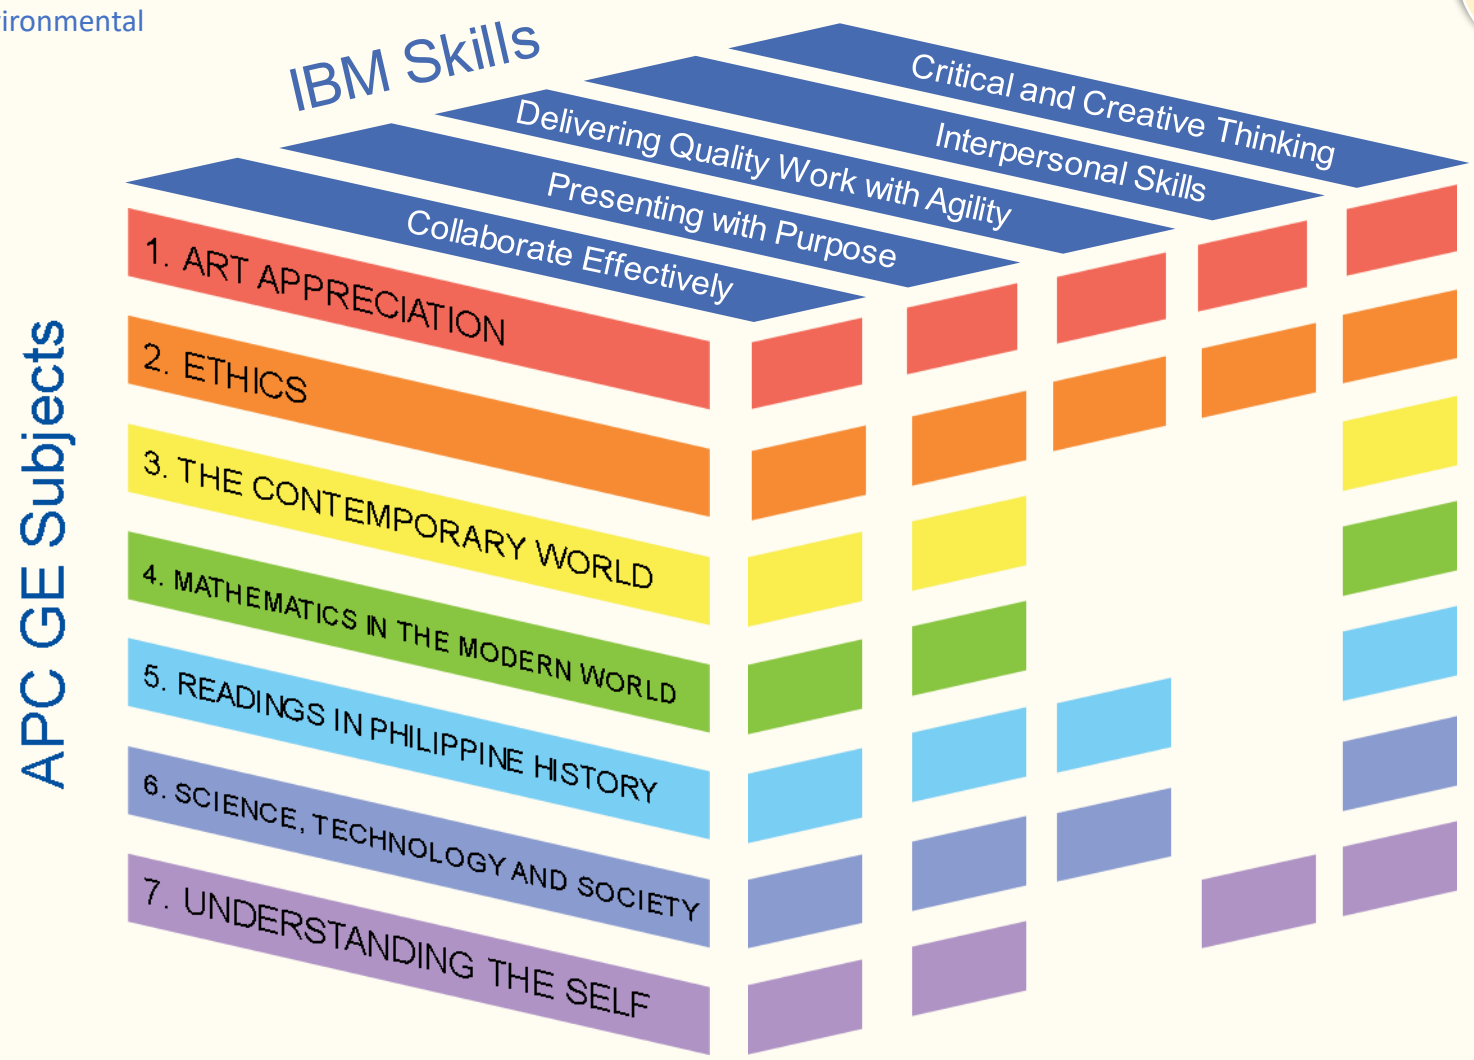 ironmental
IBM Skills
Critical and Creative Thinking
Interpersonal Skills
Delivering Quality Work with Agility
Presenting with Purpose
Collaborate Effectively
APC GE Subjects
1. ART APPRECIATION
2. ETHICS
3. THE CONTEMPORARY WORLD
4. MATHEMATICS IN THE MODERN WORLD
5. READINGS IN PHILIPPINE HISTORY
6. SCIENCE, TECHNOLOGY AND SOCIETY
7. UNDERSTANDING THE SELF